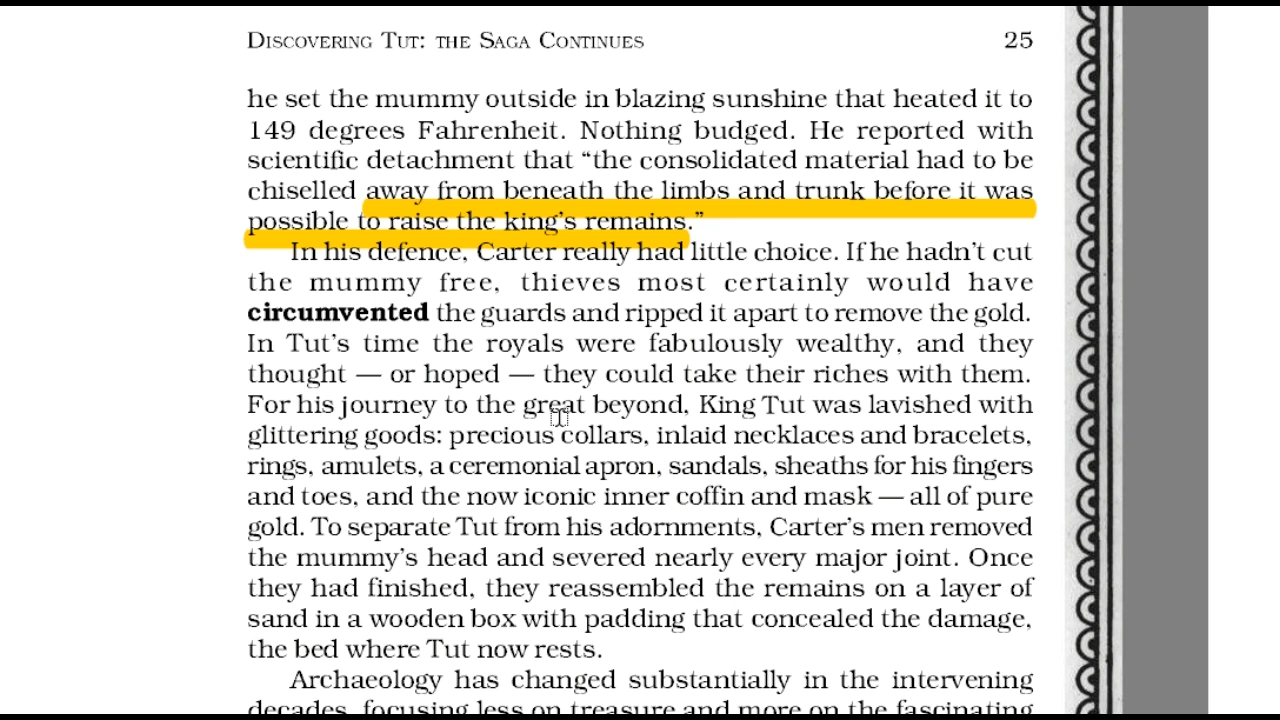 DISCOVERING TUT: THE SAGA CONTINUES 25
he set the mummy outside in blazing sunshine that heated it to
149 degrees Fahrenheit. Nothing budged. He reported with
scientific detachment that “the consolidated material had to be
chiselled away from beneath the limbs and trunk before it was
possible to raise the king’s remains.”
In his defence, Carter really had little choice. If he hadn’t cut
the mummy free, thieves most certainly would have
circumvented the guards and ripped it apart to remove the gold.
In Tut’s time the royals were fabulously wealthy, and they
thought — or hoped — they could take their riches with them.
For his journey to the great beyond, King Tut was lavished with
glittering goods: precious collars, inlaid necklaces and bracelets,
rings, amulets, a ceremonial apron, sandals, sheaths for his fingers
and toes, and the now iconic inner coffin and mask — all of pure
gold. To separate Tut from his adornments, Carter’s men removed
the mummy’s head and severed nearly every major joint. Once
they had finished, they reassembled the remains on a layer of
sand in a wooden box with padding that concealed the damage,
the bed where Tut now rests.
Archaeology has changed substantially in the intervening
decades, focusing less on treasure and more on the fascinating